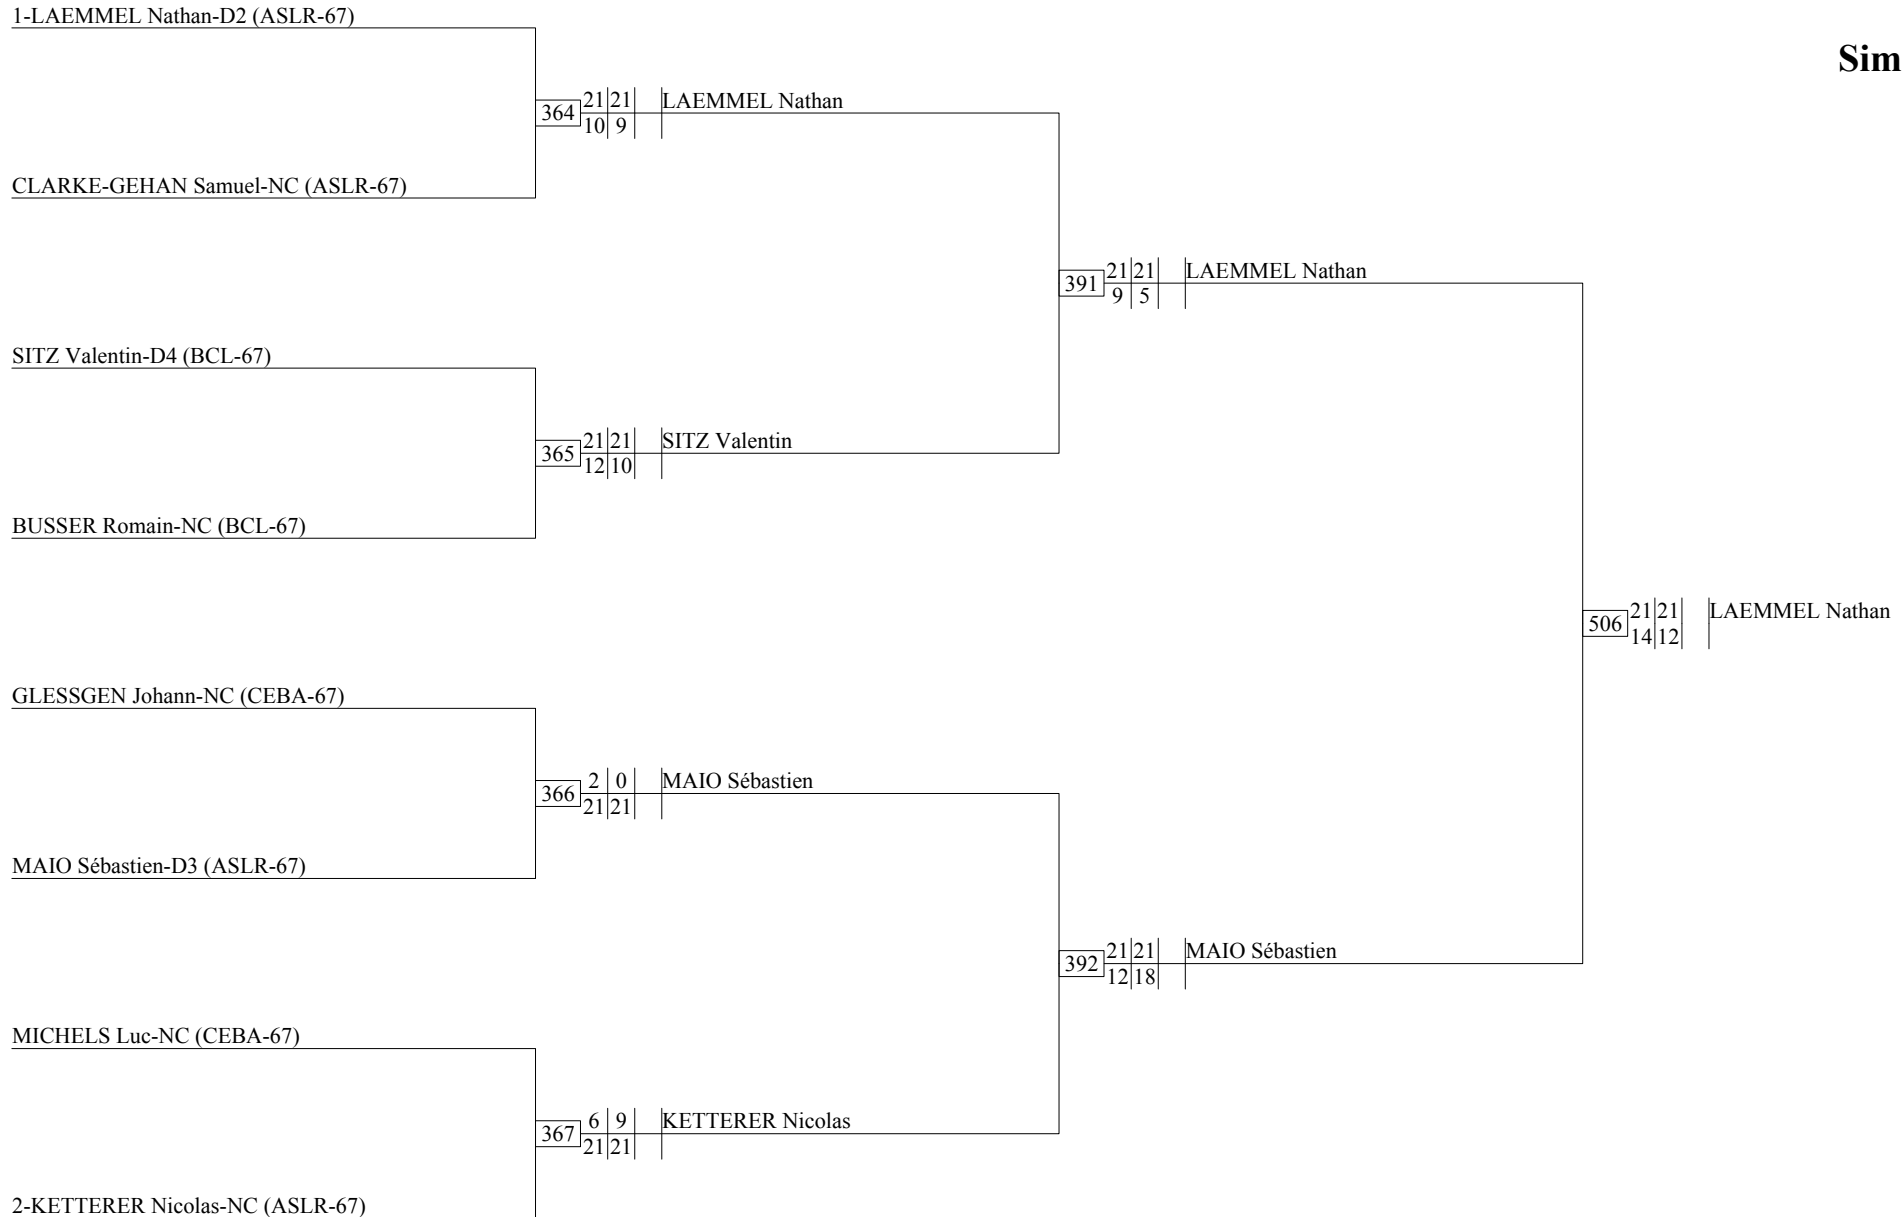 1-LAEMMEL Nathan-D2 (ASLR-67)
Sim
364 21 21 LAEMMEL Nathan
10 9
CLARKE-GEHAN Samuel-NC (ASLR-67)
391 21 21 LAEMMEL Nathan
9 5
SITZ Valentin-D4 (BCL-67)
365 21 21 SITZ Valentin
12 10
BUSSER Romain-NC (BCL-67)
506 21 21 LAEMMEL Nathan
14 12
GLESSGEN Johann-NC (CEBA-67)
366 2 0 MAIO Sébastien
21 21
MAIO Sébastien-D3 (ASLR-67)
392 21 21 MAIO Sébastien
12 18
MICHELS Luc-NC (CEBA-67)
367 6 9 KETTERER Nicolas
21 21
2-KETTERER Nicolas-NC (ASLR-67)